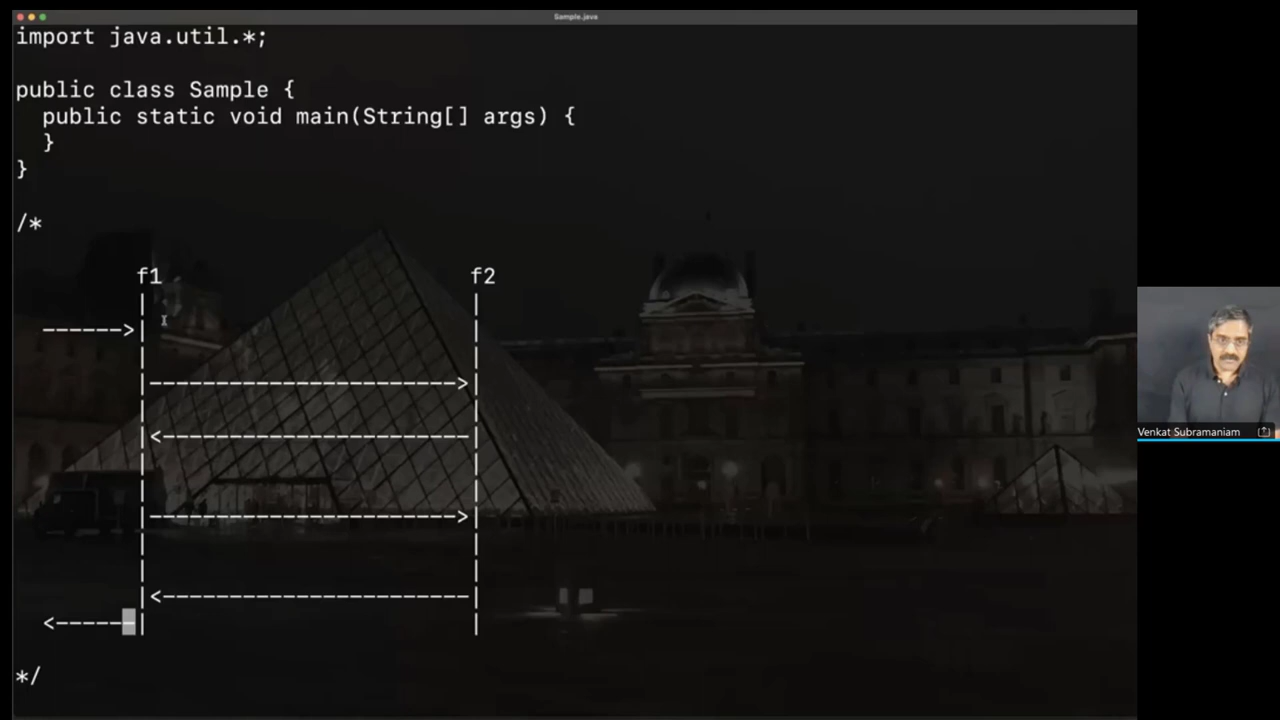 Sample.java
import java.util.*;
public class Sample {
  public static void main(String[] args) {
  }
}
/*
f1 f2
| |
------>| |
| |
|----------------------->|
| |
|<-----------------------|
| |
| |
|----------------------->|
| |
| |
|<-----------------------|
<------| |
*/
Venkat Subramaniam